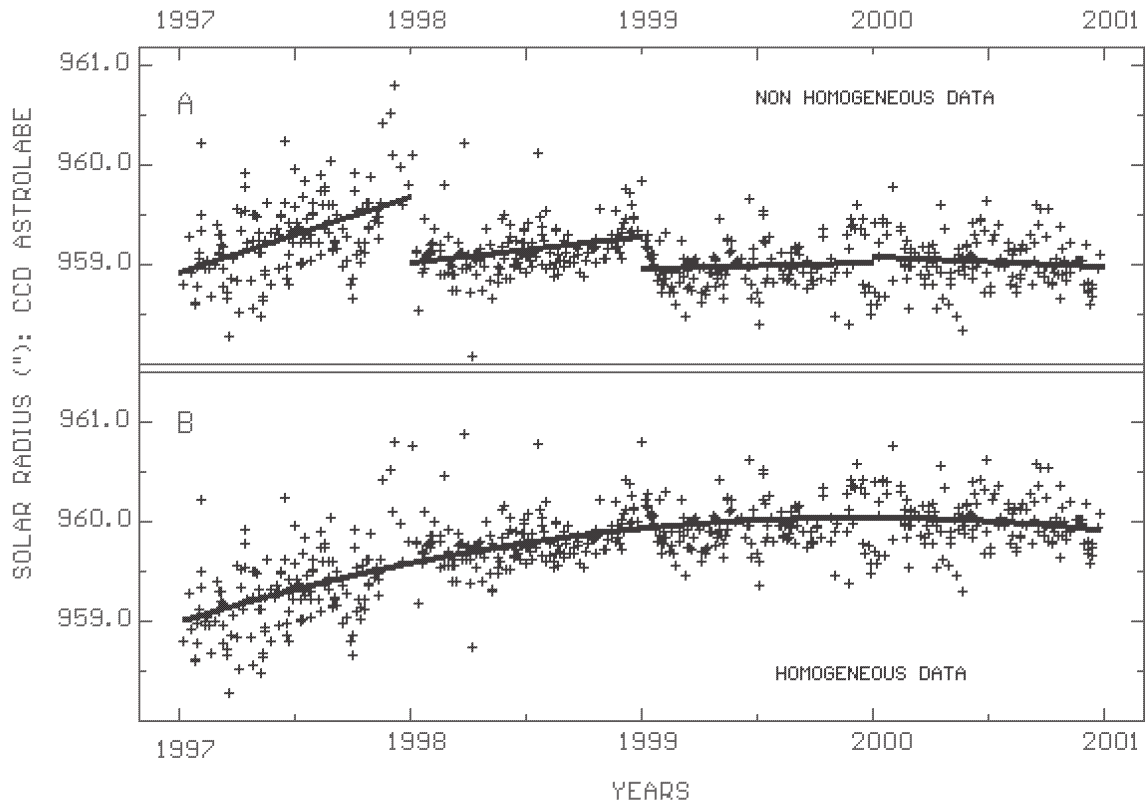 1997 1998 1999 2000 2001
961.0
A
NON HOMOGENEOUS DATA
960.0
959.0
SOLAR RADIUS ("): CCD ASTROLABE
961.0
B
960.0
959.0
HOMOGENEOUS DATA
1997 1998 1999 2000 2001
YEARS